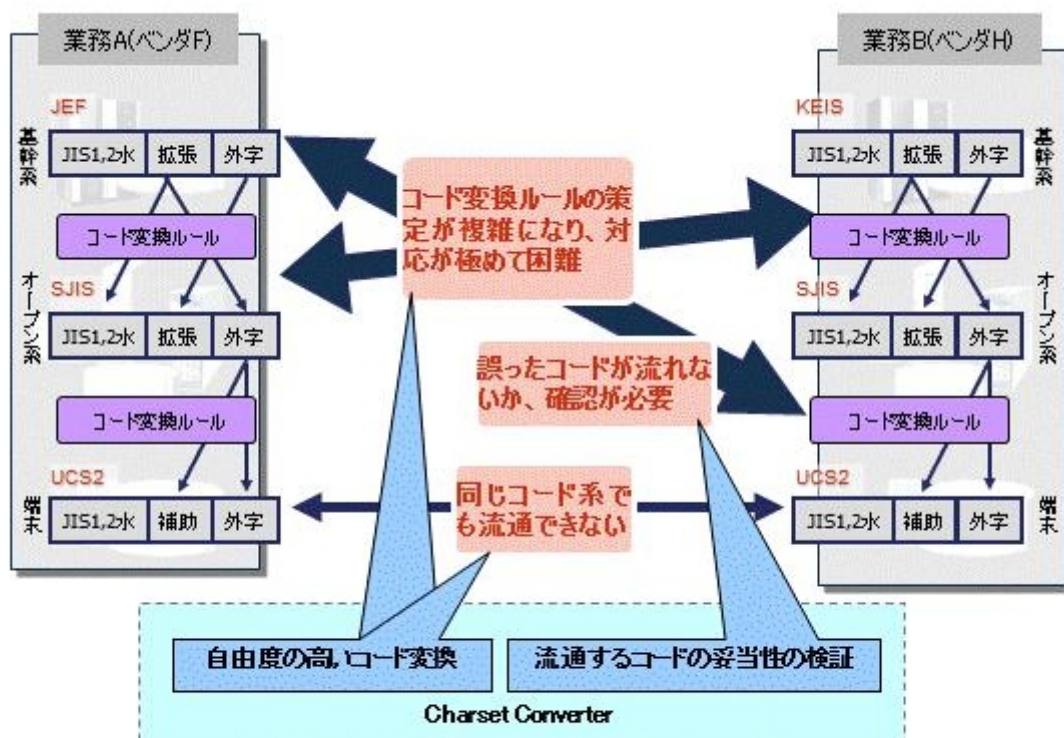 業務A(ベンダF)
JEF
基幹系
JIS1,2水 拡張 外字
コード変換ルール
SJIS
オープン系
JIS1,2水 拡張 外字
コード変換ルール
UCS2
端末
JIS1,2水 補助 外字
コード変換ルールの策
定が複雑になり、対
応が極めて困難
誤ったコードが流れな
いか、確認が必要
同じコード系で
も流通できない
業務B(ベンダH)
KEIS
基幹系
JIS1,2水 拡張 外字
コード変換ルール
SJIS
オープン系
JIS1,2水 拡張 外字
コード変換ルール
UCS2
端末
JIS1,2水 補助 外字
自由度の高いコード変換
流通するコードの妥当性の検証
Charset Converter